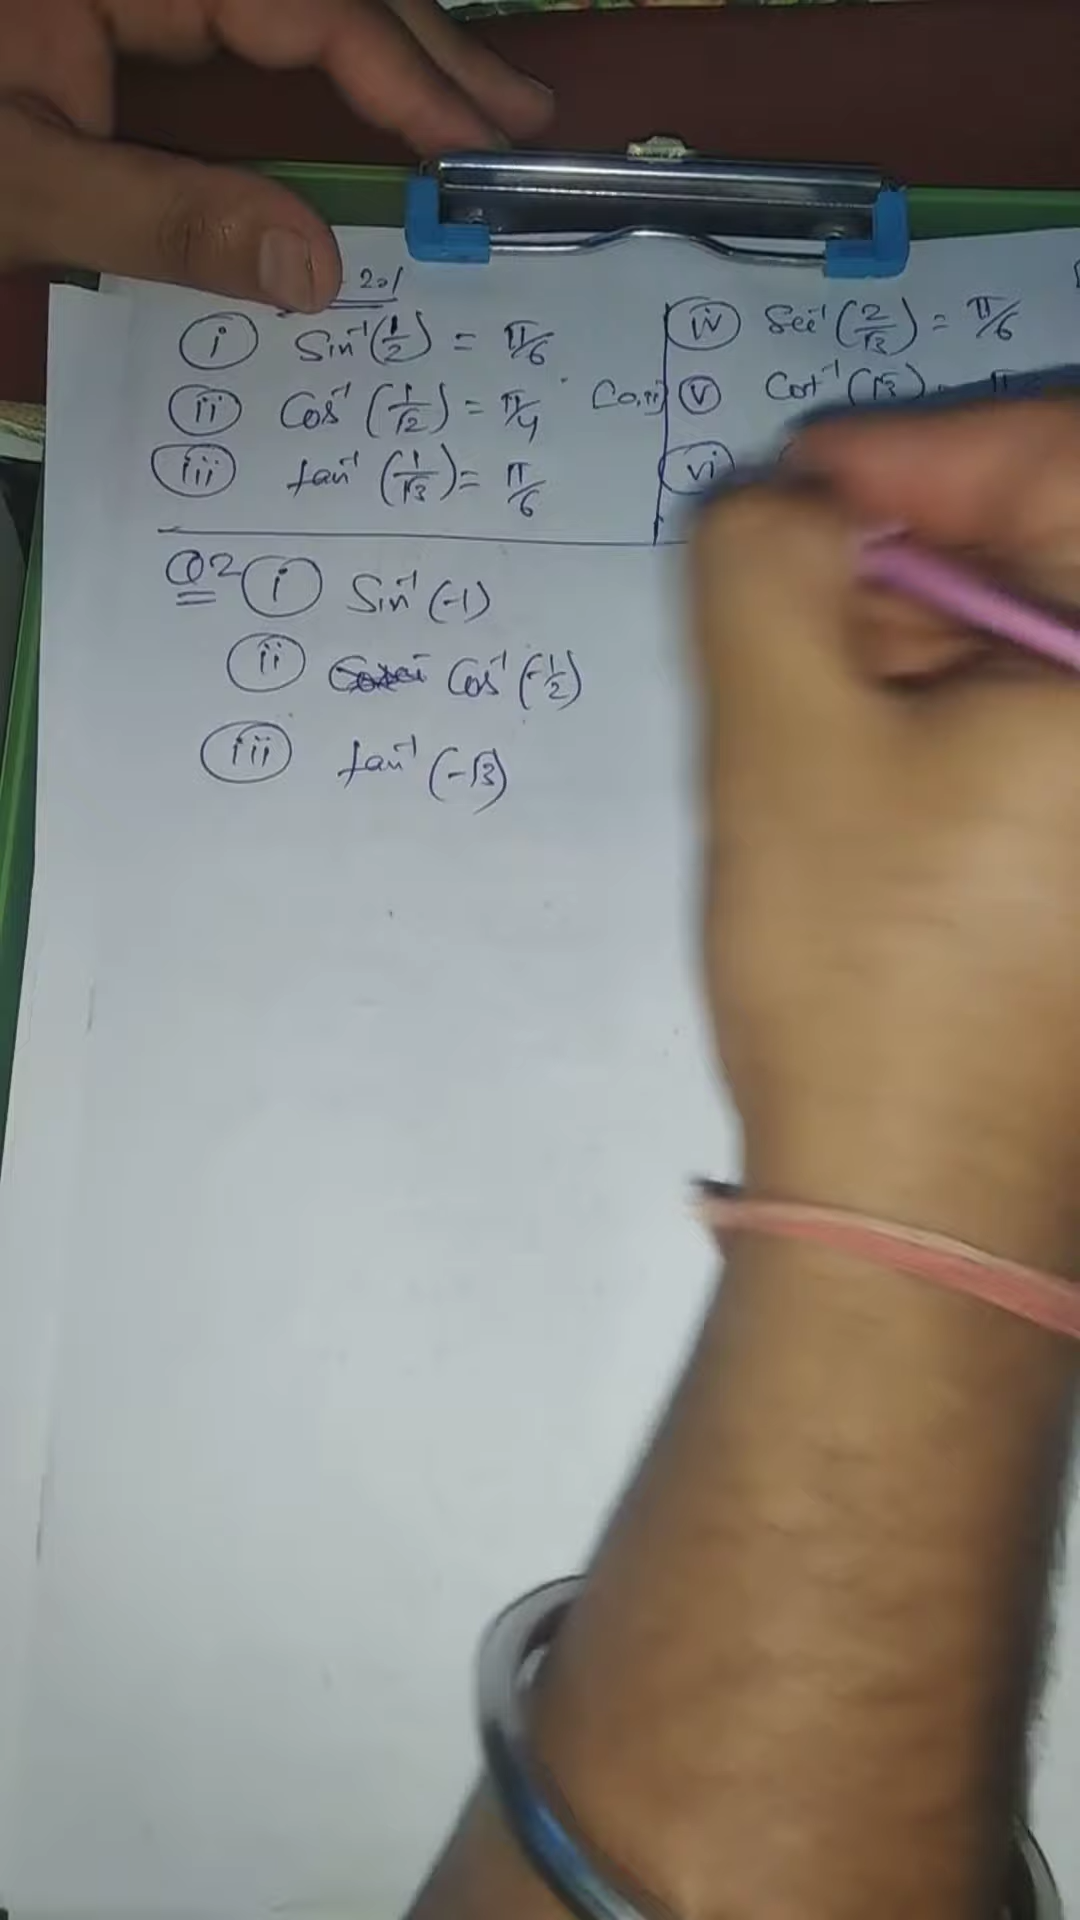 201
(i) Sin⁻¹(1/2) = π/6
(ii) Cos⁻¹(1/√2) = π/4
(iii) tan⁻¹(1/√3) = π/6
(iv) Sec⁻¹(2/√3) = π/6
[0,π] (v) Cot⁻¹(√3)
(vi)
Q2 (i) Sin⁻¹(-1)
(ii) Cos⁻¹(-1/2)
(iii) tan⁻¹(-√3)